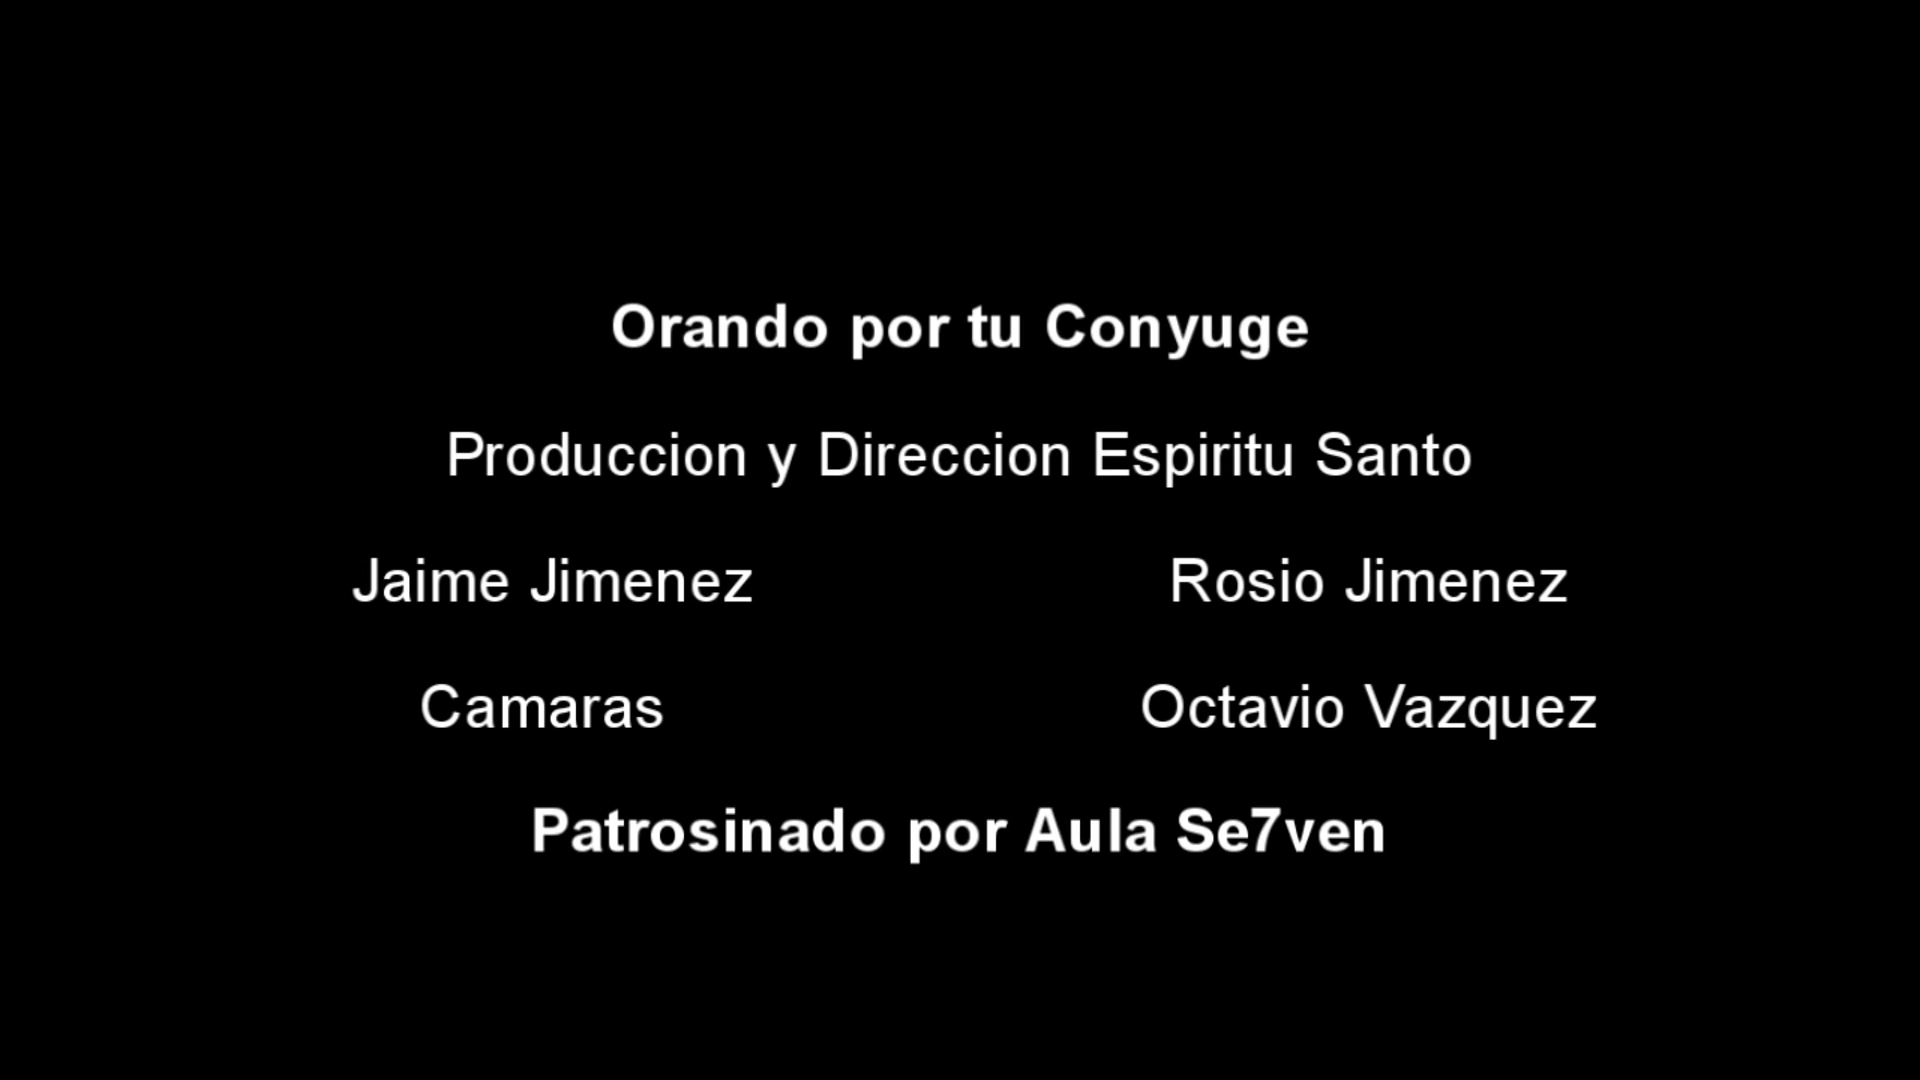 Orando por tu Conyuge
Produccion y Direccion Espiritu Santo
Jaime Jimenez Rosio Jimenez
Camaras Octavio Vazquez
Patrosinado por Aula Se7ven